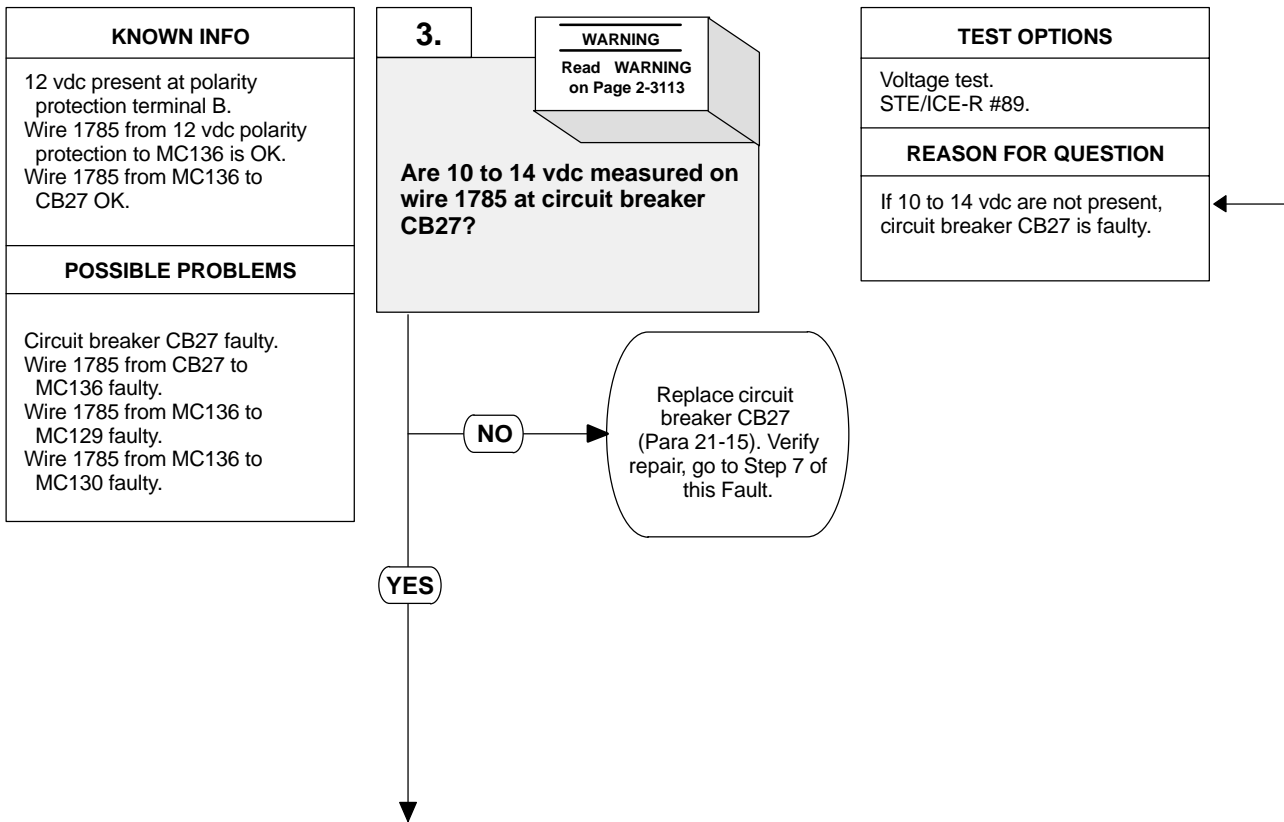 KNOWN INFO
12 vdc present at polarity
protection terminal B.
Wire 1785 from 12 vdc polarity
protection to MC136 is OK.
Wire 1785 from MC136 to
CB27 OK.
POSSIBLE PROBLEMS
Circuit breaker CB27 faulty.
Wire 1785 from CB27 to
MC136 faulty.
Wire 1785 from MC136 to
MC129 faulty.
Wire 1785 from MC136 to
MC130 faulty.
3.
WARNING
Read WARNING
on Page 2-3113
Are 10 to 14 vdc measured on
wire 1785 at circuit breaker
CB27?
NO
Replace circuit
breaker CB27
(Para 21-15). Verify
repair, go to Step 7 of
this Fault.
YES
TEST OPTIONS
Voltage test.
STE/ICE-R #89.
REASON FOR QUESTION
If 10 to 14 vdc are not present,
circuit breaker CB27 is faulty.